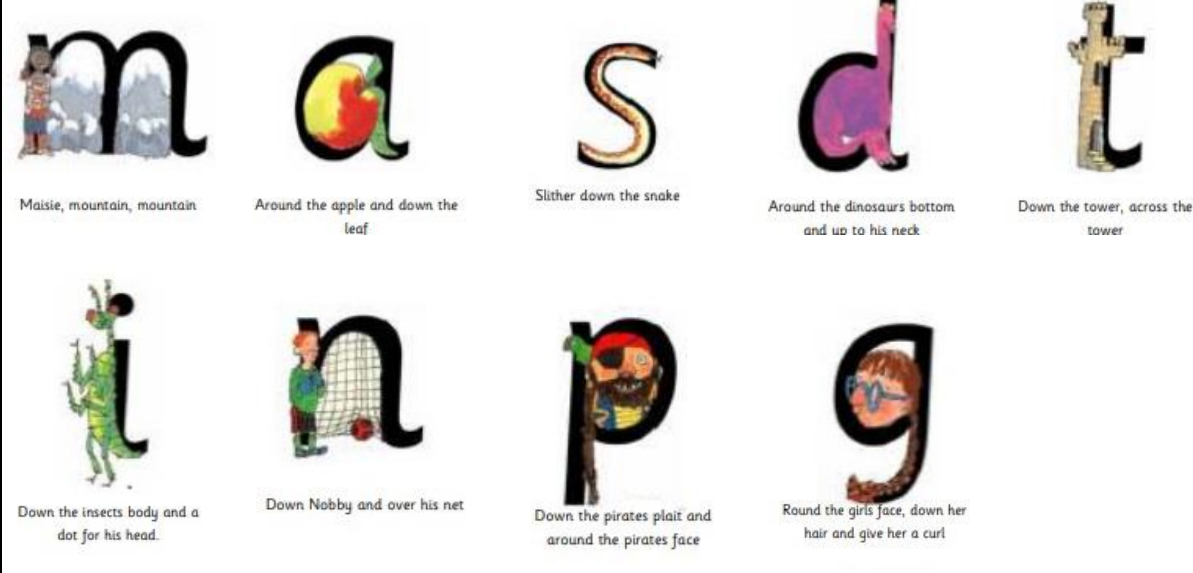 m a s d t
Maisie, mountain, mountain
Around the apple and down the
leaf
Slither down the snake
Around the dinosaurs bottom
and up to his neck
Down the tower, across the
tower
i n p g
Down the insects body and a
dot for his head.
Down Nobby and over his net
Down the pirates plait and
around the pirates face
Round the girls face, down her
hair and give her a curl